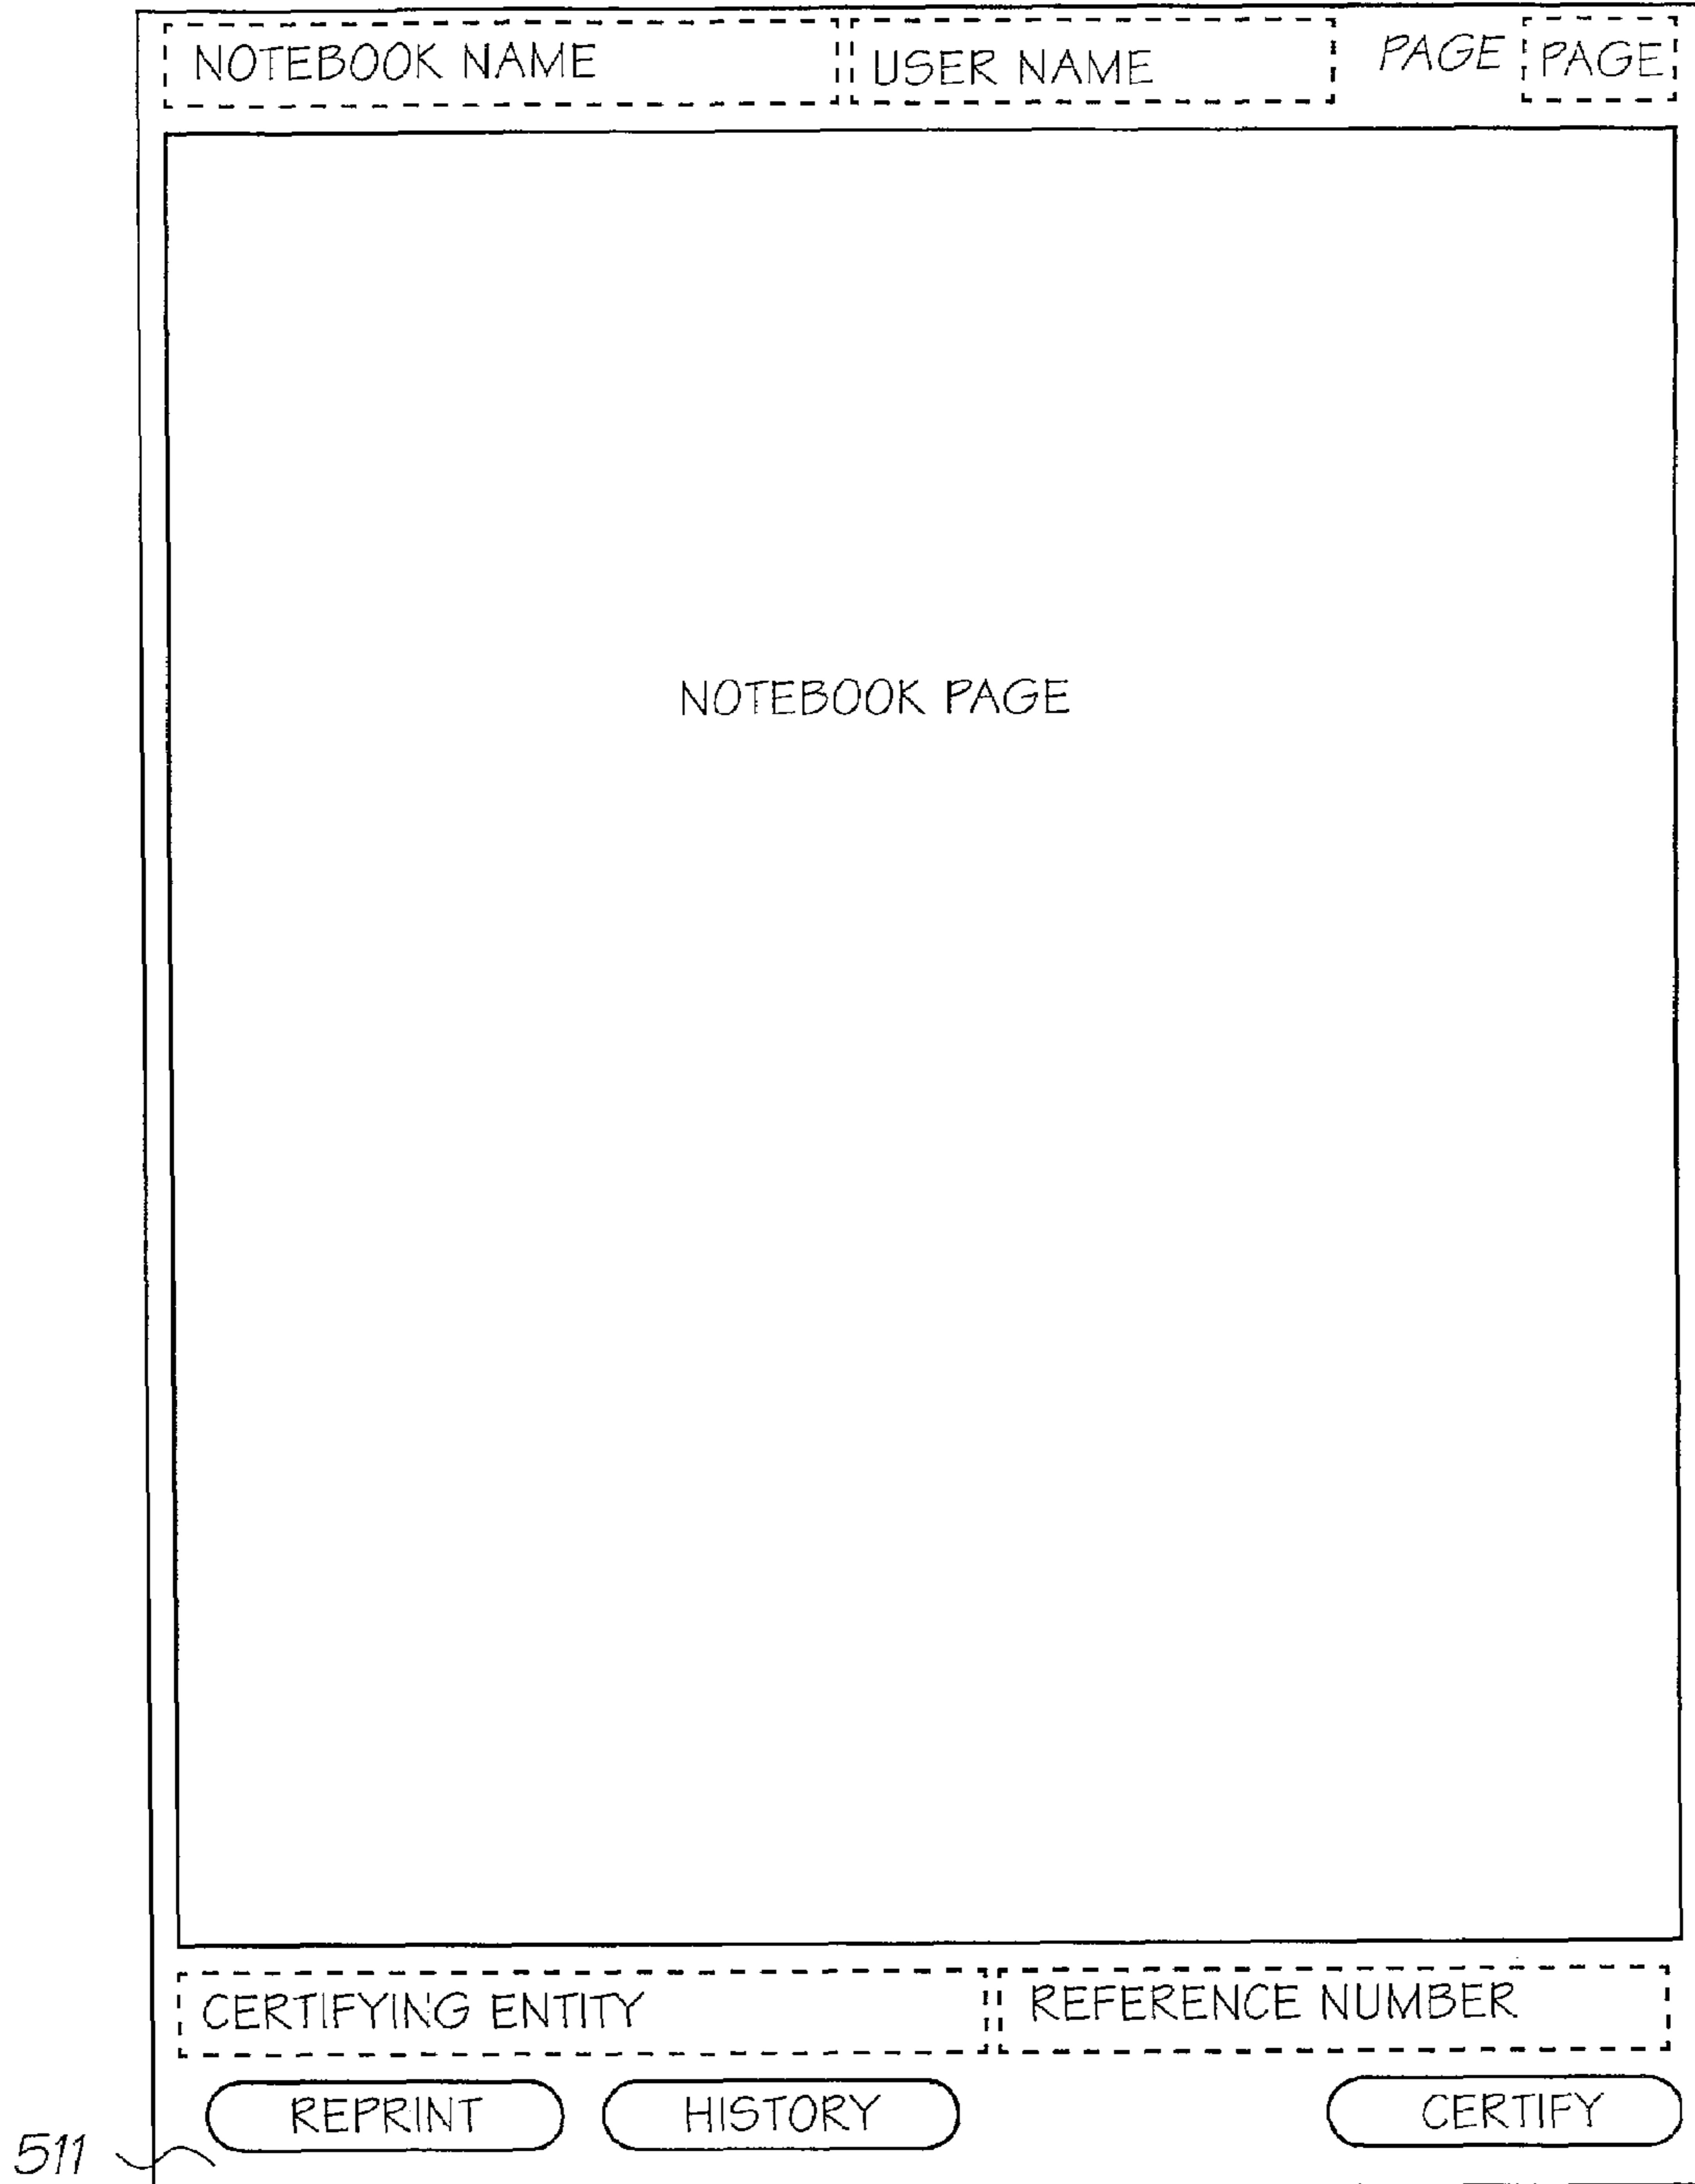 NOTEBOOK NAME USER NAME PAGE PAGE
NOTEBOOK PAGE
CERTIFYING ENTITY REFERENCE NUMBER
REPRINT HISTORY CERTIFY
511